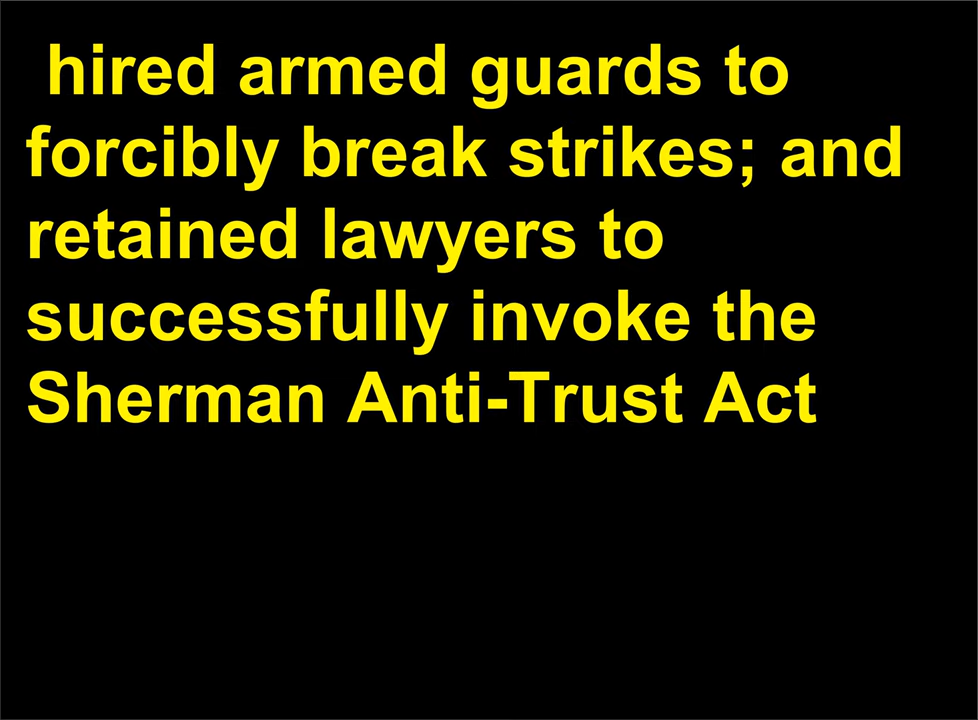 hired armed guards to
forcibly break strikes; and
retained lawyers to
successfully invoke the
Sherman Anti-Trust Act